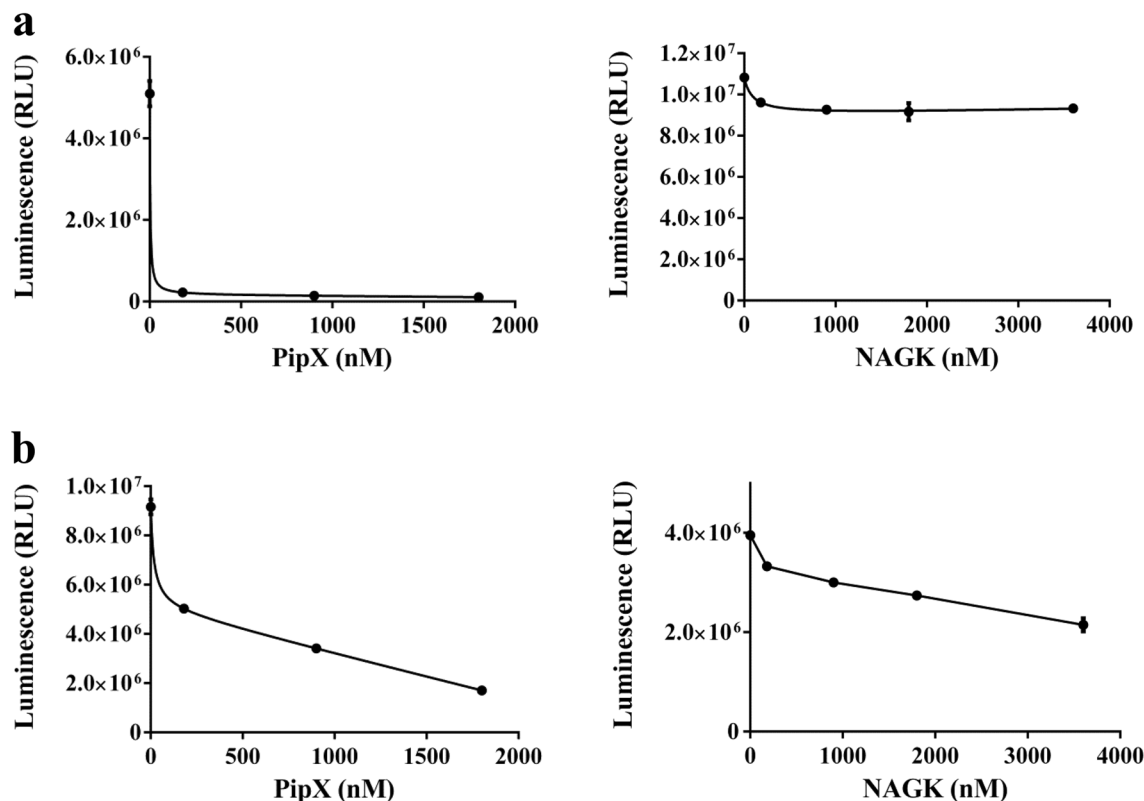 a
Luminescence (RLU)
6.0×10⁶
4.0×10⁶
2.0×10⁶
0
0 500 1000 1500 2000
PipX (nM)
Luminescence (RLU)
1.2×10⁷
1.0×10⁷
8.0×10⁶
6.0×10⁶
4.0×10⁶
2.0×10⁶
0
0 1000 2000 3000 4000
NAGK (nM)
b
Luminescence (RLU)
1.0×10⁷
8.0×10⁶
6.0×10⁶
4.0×10⁶
2.0×10⁶
0
0 500 1000 1500 2000
PipX (nM)
Luminescence (RLU)
4.0×10⁶
2.0×10⁶
0
0 1000 2000 3000 4000
NAGK (nM)